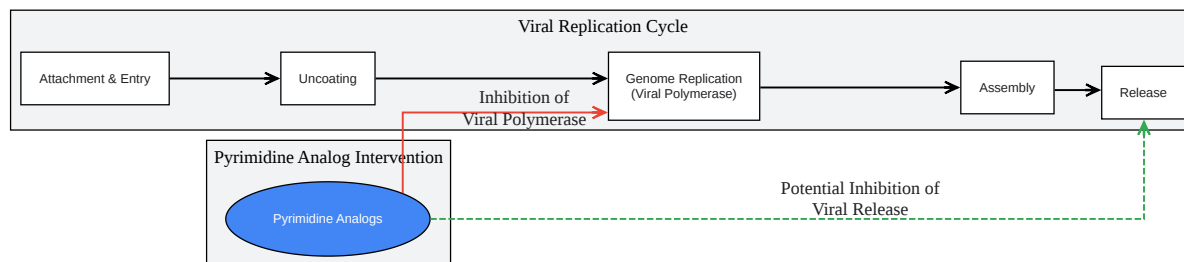 Viral Replication Cycle
Attachment & Entry
Uncoating
Genome Replication
(Viral Polymerase)
Assembly
Release
Inhibition of
Viral Polymerase
Pyrimidine Analog Intervention
Pyrimidine Analogs
Potential Inhibition of
Viral Release